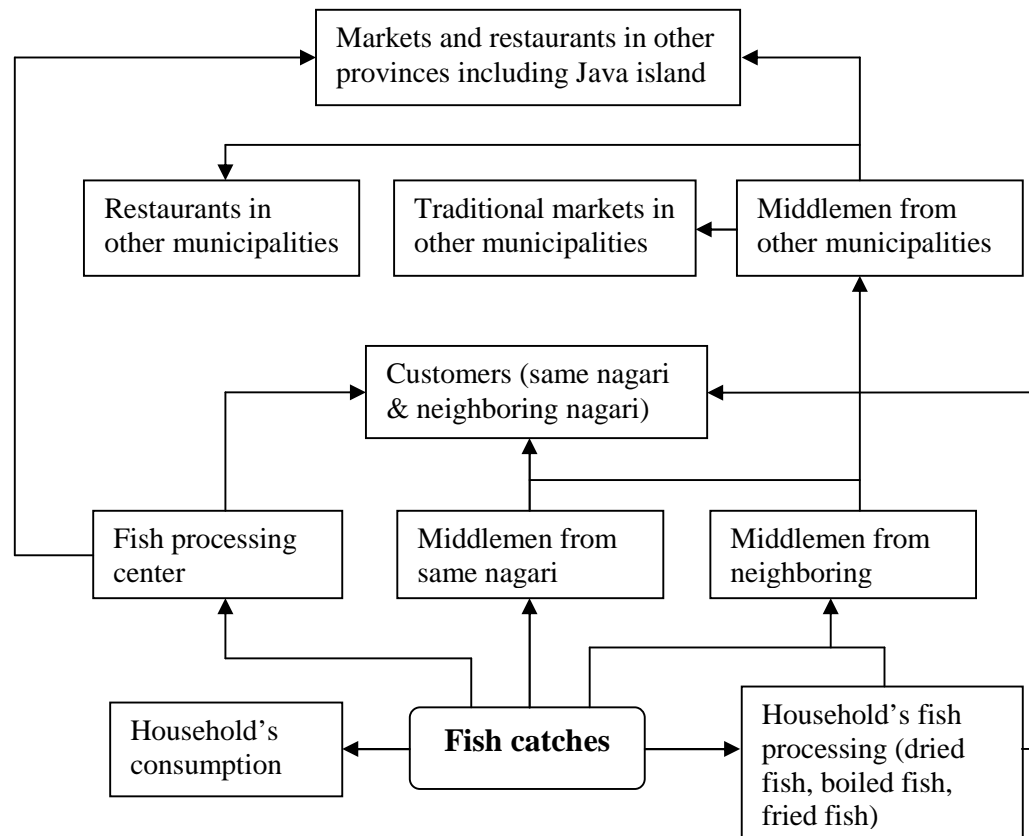 Markets and restaurants in other
provinces including Java island
Restaurants in
other municipalities
Traditional markets in
other municipalities
Middlemen from
other municipalities
Customers (same nagari
& neighboring nagari)
Fish processing
center
Middlemen from
same nagari
Middlemen from
neighboring
Household’s
consumption
Fish catches
Household’s fish
processing (dried
fish, boiled fish,
fried fish)